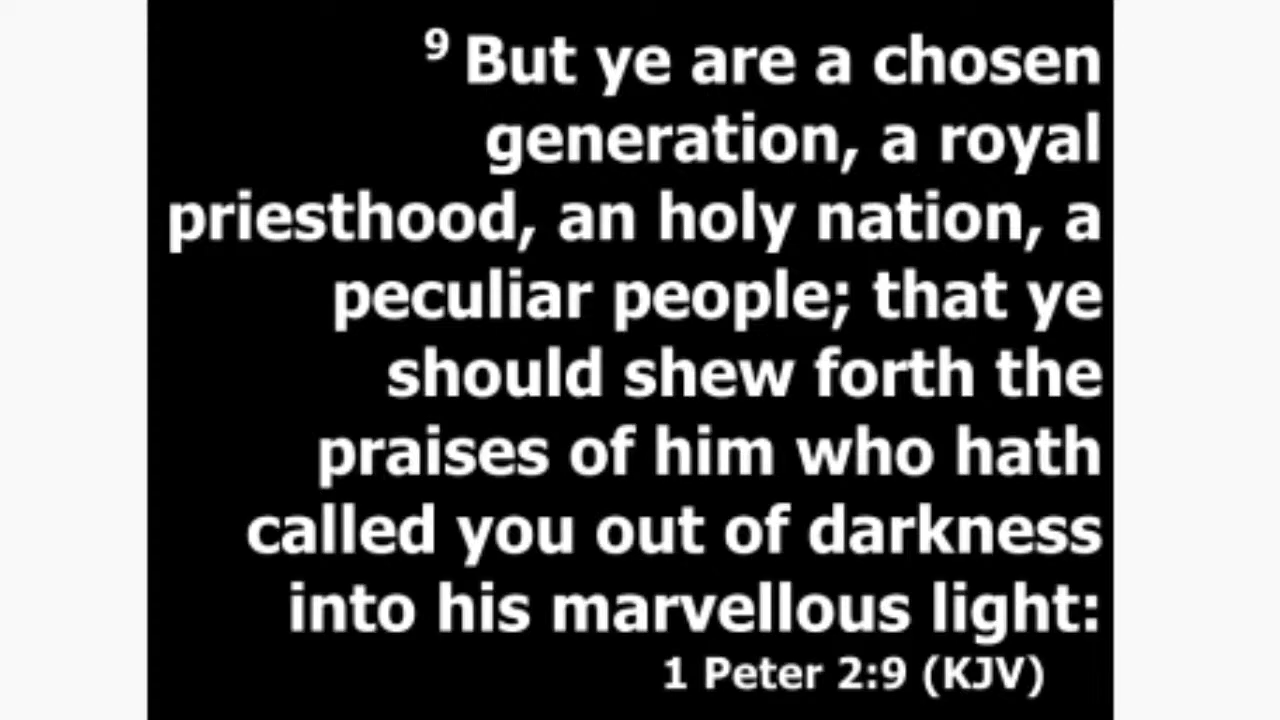 9 But ye are a chosen
generation, a royal
priesthood, an holy nation, a
peculiar people; that ye
should shew forth the
praises of him who hath
called you out of darkness
into his marvellous light:
1 Peter 2:9 (KJV)